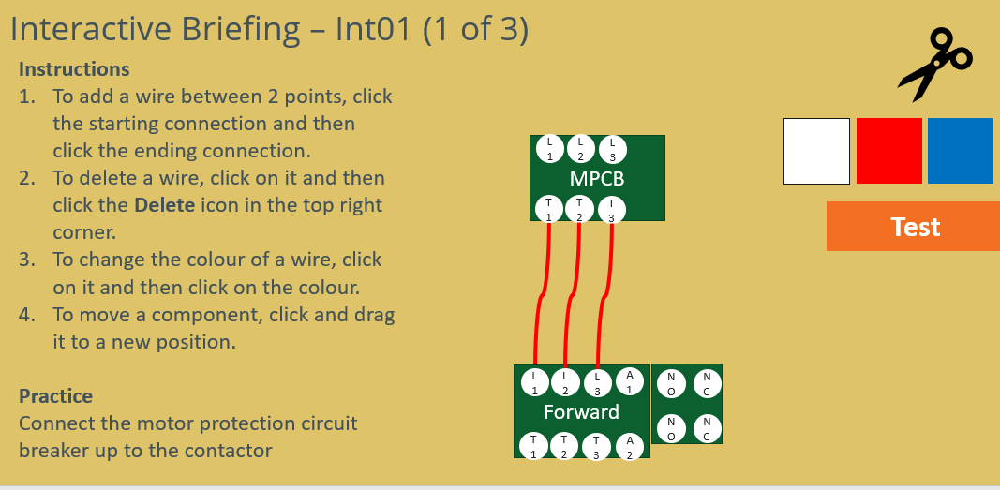 Interactive Briefing – Int01 (1 of 3)
Instructions
1. To add a wire between 2 points, click
the starting connection and then
click the ending connection.
2. To delete a wire, click on it and then
click the Delete icon in the top right
corner.
3. To change the colour of a wire, click
on it and then click on the colour.
4. To move a component, click and drag
it to a new position.
Practice
Connect the motor protection circuit
breaker up to the contactor
Test
L1 L2 L3
MPCB
T1 T2 T3
L1 L2 L3 A1
Forward
T1 T2 T3 A2
NO NC
NO NC